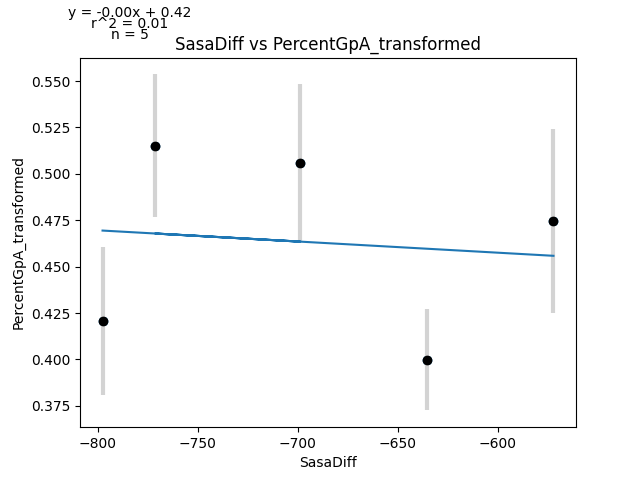 y = -0.00x + 0.42
r^2 = 0.01
n = 5
SasaDiff vs PercentGpA_transformed
0.550
0.525
0.500
0.475
0.450
0.425
0.400
0.375
PercentGpA_transformed
−800
−750
−700
−650
−600
SasaDiff